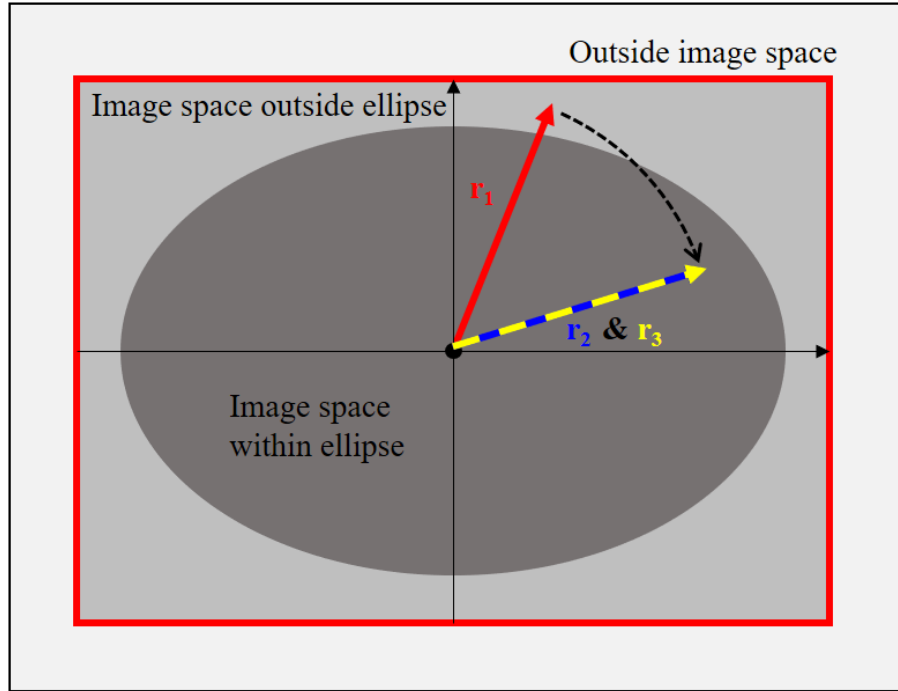 Outside image space
Image space outside ellipse
r₁
r₂ & r₃
Image space
within ellipse